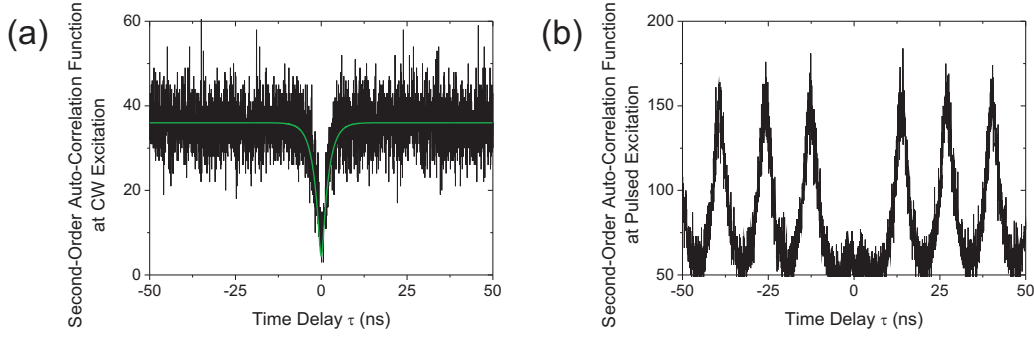 (a)
Second-Order Auto-Correlation Function
at CW Excitation
60
40
20
0
-50
-25
0
25
50
Time Delay τ (ns)
(b)
Second-Order Auto-Correlation Function
at Pulsed Excitation
200
150
100
50
-50
-25
0
25
50
Time Delay τ (ns)